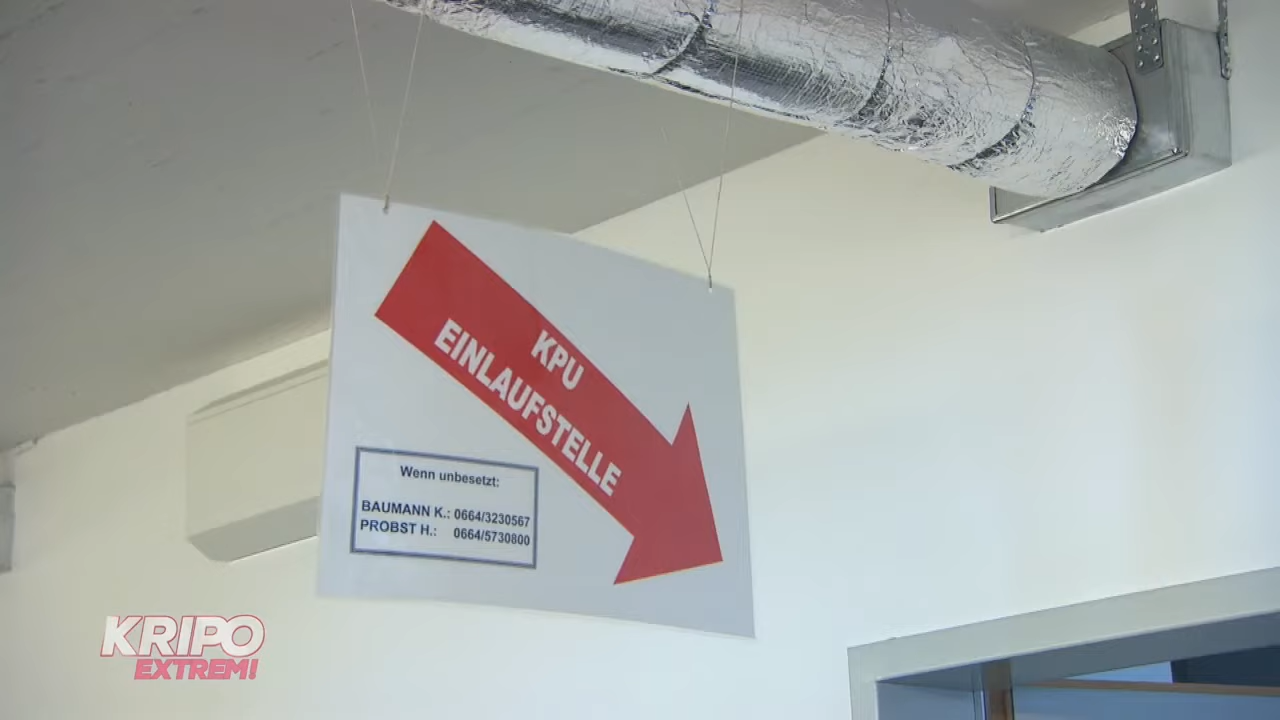 KPU
EINLAUFSTELLE
Wenn unbesetzt:
BAUMANN K.: 0664/3230567
PROBST H.: 0664/5730800
KRIPO
EXTREM!